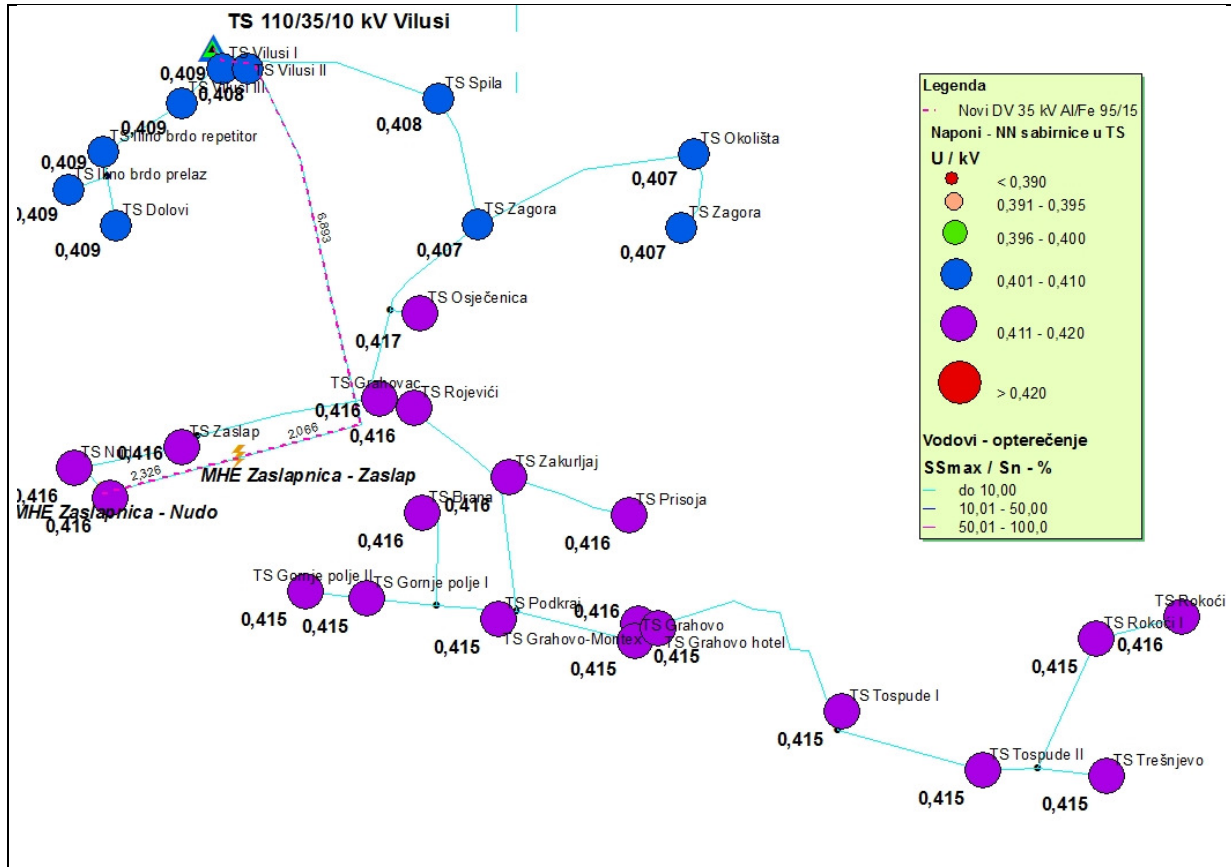 TS 110/35/10 kV Vilusi
TS Vilusi I
TS Vilusi II
0,409
0,408
TS Vilusi III
0,409
TS Ilino brdo repetitor
0,409
TS Ilino brdo prelaz
0,409
TS Dolovi
0,409
TS Spila
0,408
TS Okolišta
0,407
TS Zagora
0,407
TS Zagora
0,407
6,893
TS Osječenica
0,417
TS Grahovac
0,416
TS Rojevići
0,416
TS Zaslap
0,416
2,066
2,326
MHE Zaslapnica - Zaslap
0,416
MHE Zaslapnica - Nudo
0,416
TS Zakurljaj
0,416
TS Brana
0,416
TS Prisoja
0,416
TS Gornje polje II
0,415
TS Gornje polje I
0,415
TS Podkraj
0,415
TS Grahovo-Montex
0,416
TS Grahovo
TS Grahovo hotel
0,415
0,415
TS Tospude I
0,415
TS Tospude II
0,415
TS Trešnjevo
0,415
TS Rokoći I
0,415
TS Rokoći
0,416
Legenda
Novi DV 35 kV Al/Fe 95/15
Naponi - NN sabirnice u TS
U / kV
< 0,390
0,391 - 0,395
0,396 - 0,400
0,401 - 0,410
0,411 - 0,420
> 0,420
Vodovi - opterečenje
SSmax / Sn - %
do 10,00
10,01 - 50,00
50,01 - 100,0